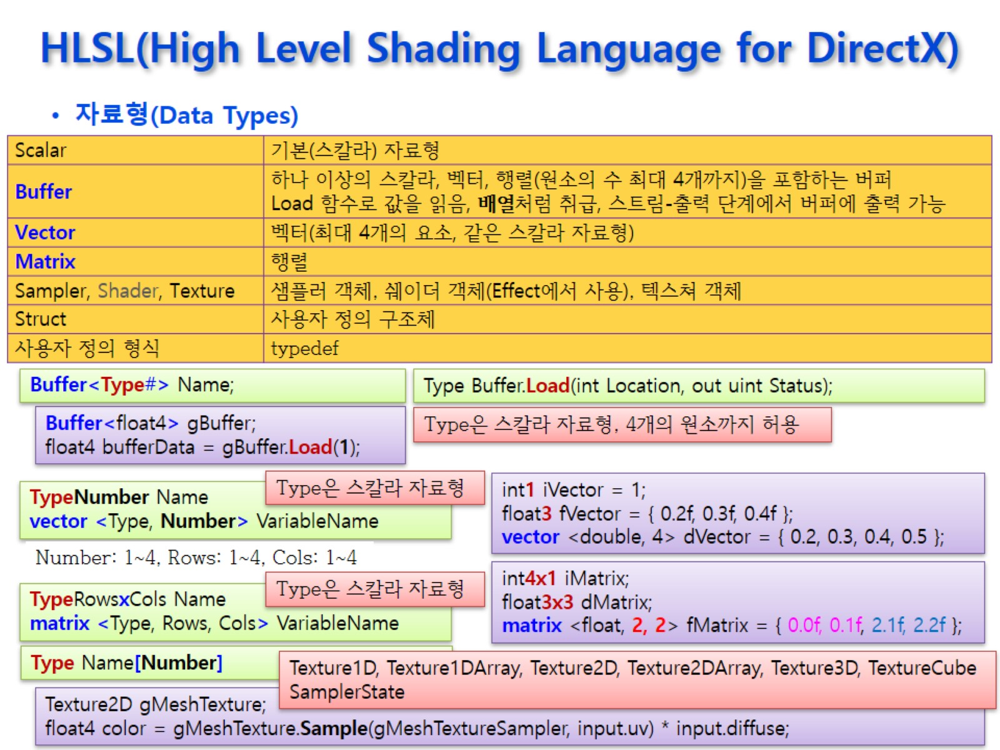 HLSL(High Level Shading Language for DirectX)
• 자료형(Data Types)
Scalar 기본(스칼라) 자료형
Buffer 하나 이상의 스칼라, 벡터, 행렬(원소의 수 최대 4개까지)을 포함하는 버퍼
Load 함수로 값을 읽음, 배열처럼 취급, 스트림-출력 단계에서 버퍼에 출력 가능
Vector 벡터(최대 4개의 요소, 같은 스칼라 자료형)
Matrix 행렬
Sampler, Shader, Texture 샘플러 객체, 쉐이더 객체(Effect에서 사용), 텍스쳐 객체
Struct 사용자 정의 구조체
사용자 정의 형식 typedef
Buffer<Type#> Name;
Type Buffer.Load(int Location, out uint Status);
Buffer<float4> gBuffer;
float4 bufferData = gBuffer.Load(1);
Type은 스칼라 자료형, 4개의 원소까지 허용
Type은 스칼라 자료형
TypeNumber Name
vector <Type, Number> VariableName
int1 iVector = 1;
float3 fVector = { 0.2f, 0.3f, 0.4f };
vector <double, 4> dVector = { 0.2, 0.3, 0.4, 0.5 };
Number: 1~4, Rows: 1~4, Cols: 1~4
Type은 스칼라 자료형
TypeRowsxCols Name
matrix <Type, Rows, Cols> VariableName
int4x1 iMatrix;
float3x3 dMatrix;
matrix <float, 2, 2> fMatrix = { 0.0f, 0.1f, 2.1f, 2.2f };
Type Name[Number]
Texture1D, Texture1DArray, Texture2D, Texture2DArray, Texture3D, TextureCube
SamplerState
Texture2D gMeshTexture;
float4 color = gMeshTexture.Sample(gMeshTextureSampler, input.uv) * input.diffuse;